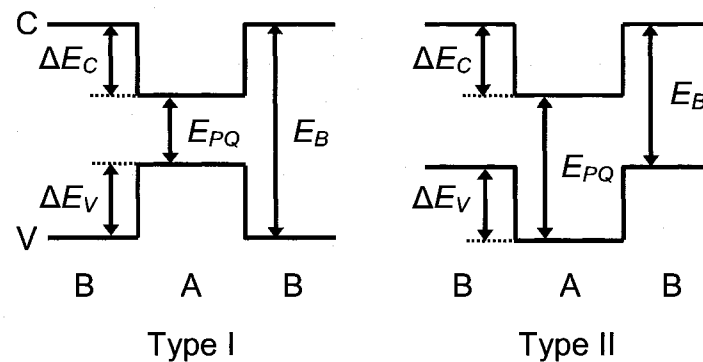 C
ΔE_C
E_PQ
E_B
ΔE_V
V
B A B
Type I
ΔE_C
E_B
E_PQ
ΔE_V
B A B
Type II